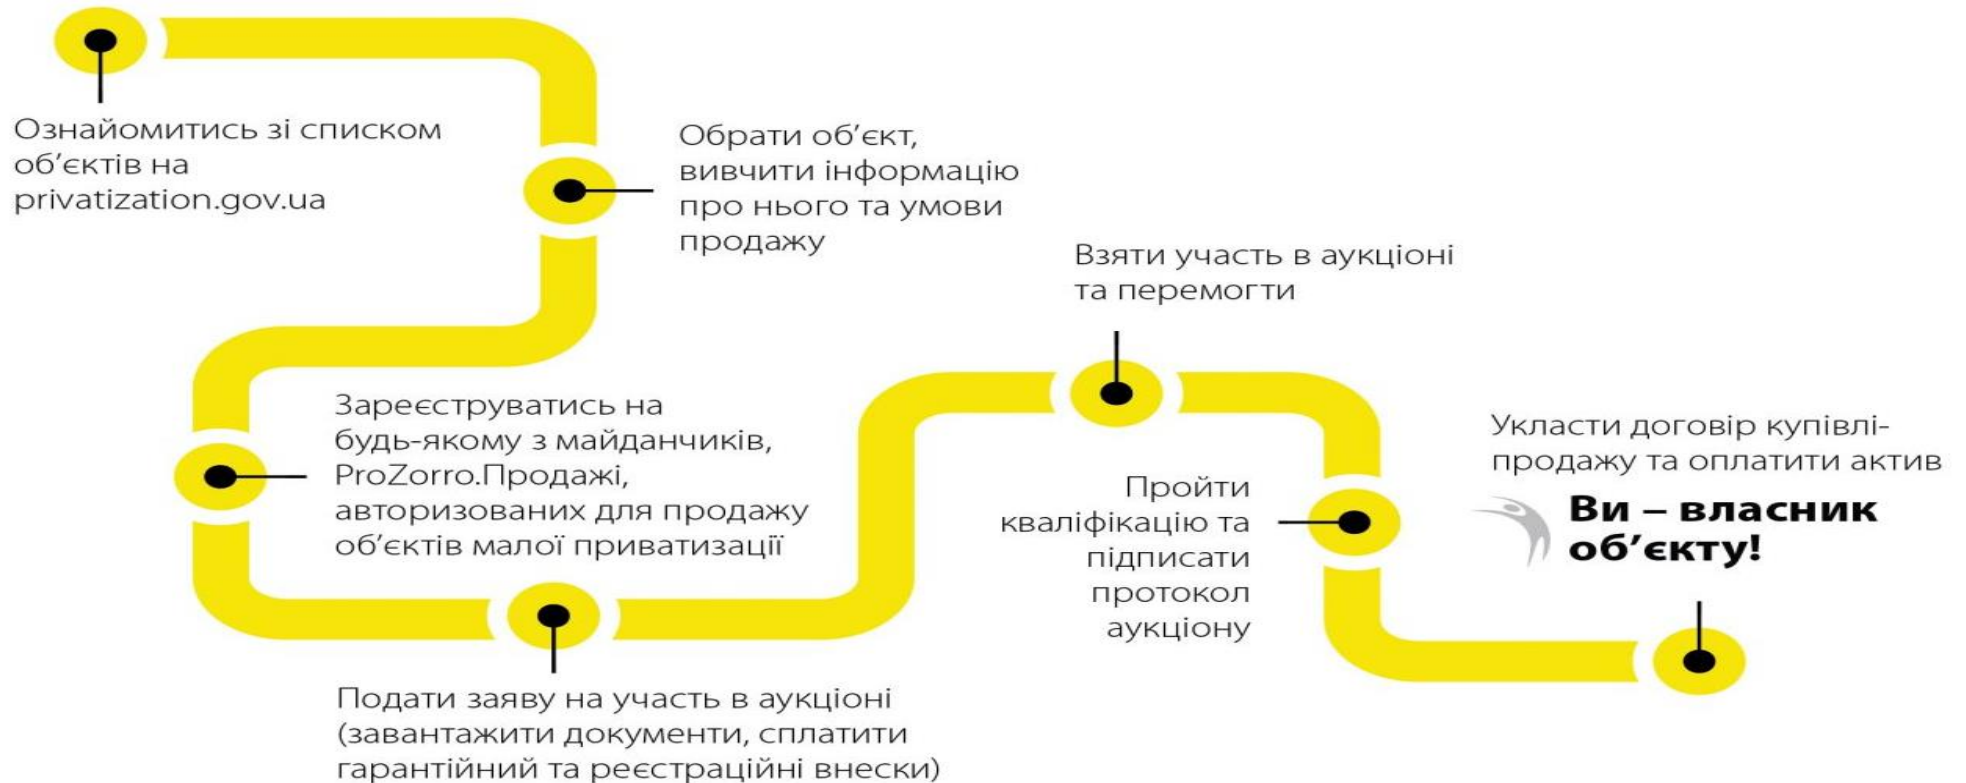 Ознайомитись зі списком
об’єктів на
privatization.gov.ua
Обрати об’єкт,
вивчити інформацію
про нього та умови
продажу
Зареєструватись на
будь-якому з майданчиків,
ProZorro.Продажі,
авторизованих для продажу
об’єктів малої приватизації
Подати заяву на участь в аукціоні
(завантажити документи, сплатити
гарантійний та реєстраційні внески)
Взяти участь в аукціоні
та перемогти
Пройти
кваліфікацію та
підписати
протокол
аукціону
Укласти договір купівлі-
продажу та оплатити актив
Ви – власник
об’єкту!